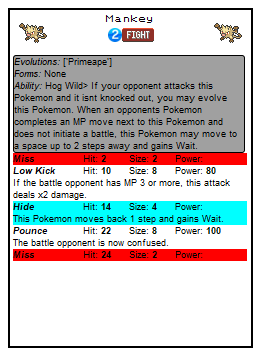 Mankey
2 FIGHT
Evolutions: ['Primeape']
Forms: None
Ability: Hog Wild> If your opponent attacks this
Pokemon and it isnt knocked out, you may evolve
this Pokemon. When an opponents Pokemon
completes an MP move next to this Pokemon and
does not initiate a battle, this Pokemon may move to
a space up to 2 steps away and gains Wait.
Miss Hit: 2 Size: 2 Power:
Low Kick Hit: 10 Size: 8 Power: 80
If the battle opponent has MP 3 or more, this attack
deals x2 damage.
Hide Hit: 14 Size: 4 Power:
This Pokemon moves back 1 step and gains Wait.
Pounce Hit: 22 Size: 8 Power: 100
The battle opponent is now confused.
Miss Hit: 24 Size: 2 Power: